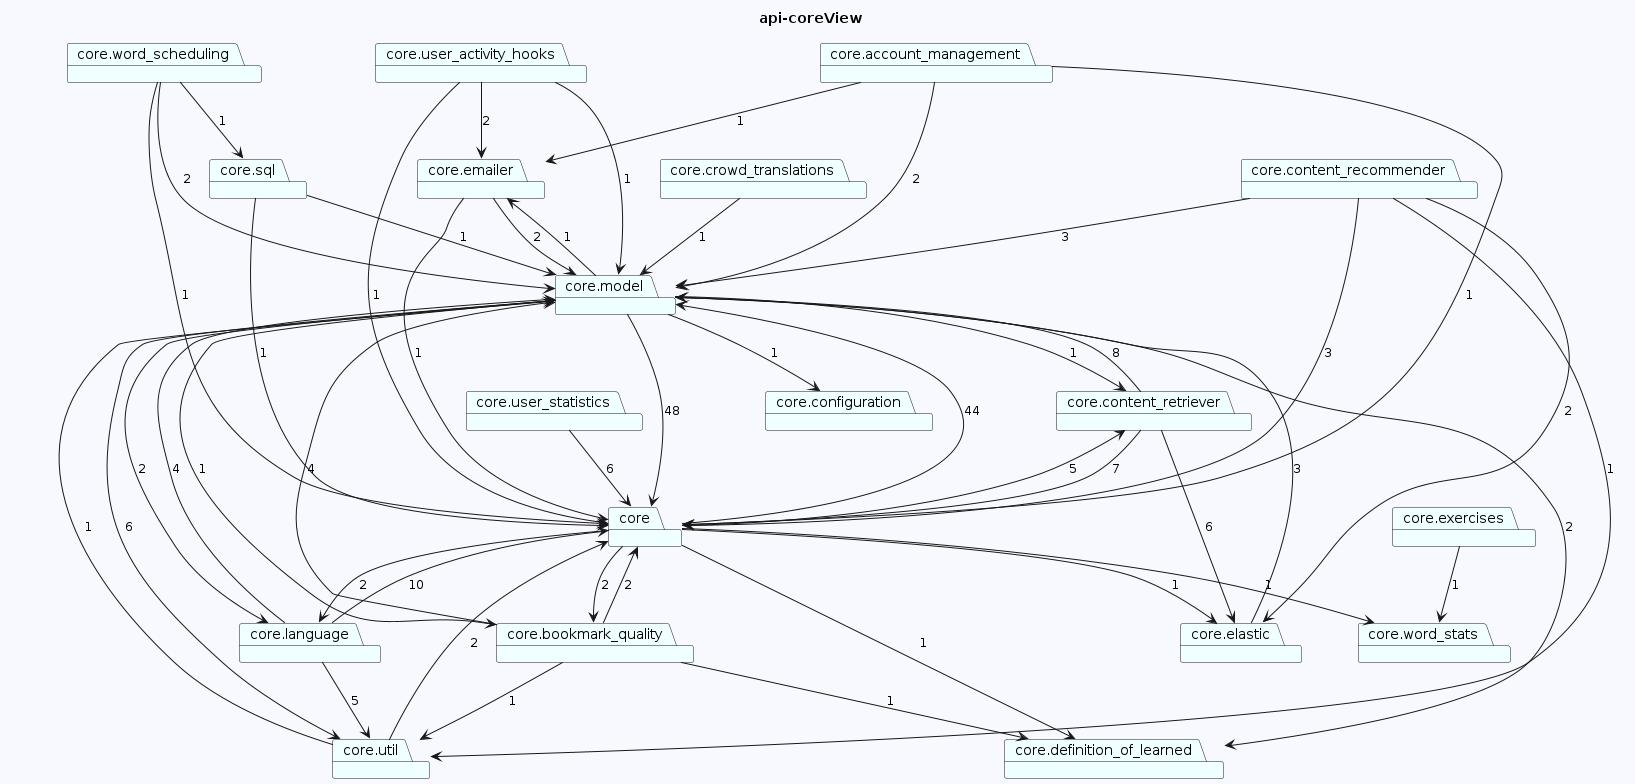 api-coreView
core.word_scheduling
core.user_activity_hooks
core.account_management
1
2
1
core.sql
core.emailer
core.crowd_translations
core.content_recommender
2
1
2
1
2
1
1
3
core.model
1
1
1
1
1
1
8
3
core.user_statistics
core.configuration
core.content_retriever
48
44
2
2
4
1
4
6
5
7
3
1
core
core.exercises
1
6
6
2
2
10
2
2
1
1
1
core.language
core.bookmark_quality
core.elastic
core.word_stats
2
1
5
1
1
core.util
core.definition_of_learned